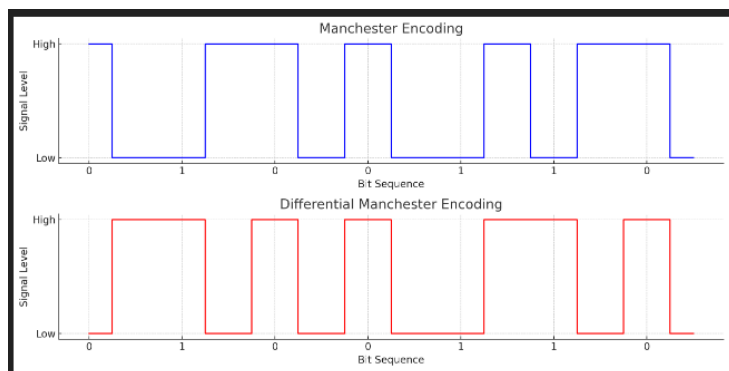 Manchester Encoding
High
Signal Level
Low
0 1 0 0 1 1 0
Bit Sequence
Differential Manchester Encoding
High
Signal Level
Low
0 1 0 0 1 1 0
Bit Sequence